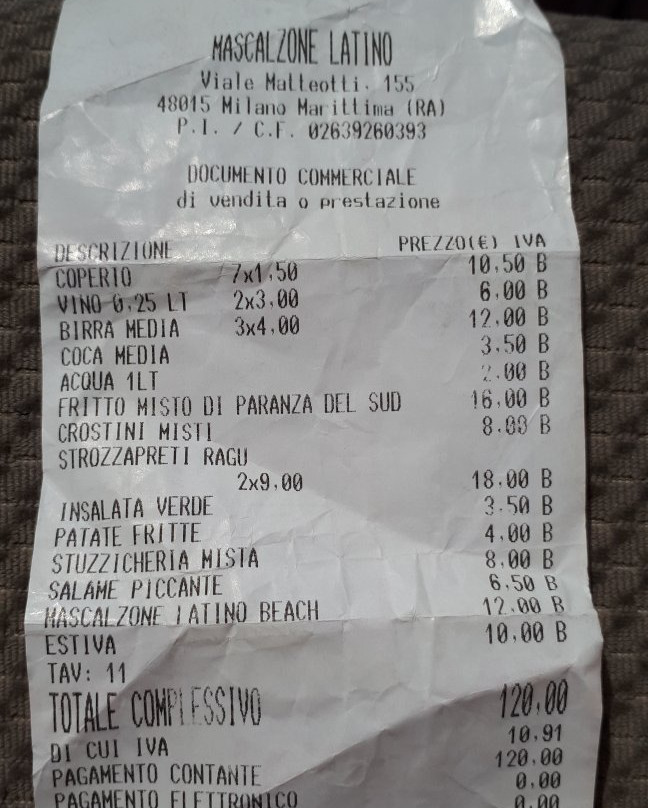 MASCALZONE LATINO
Viale Matteotti. 155
48015 Milano Marittima (RA)
P.I. / C.F. 02639260393
DOCUMENTO COMMERCIALE
di vendita o prestazione
DESCRIZIONE PREZZO(€) IVA
COPERTO 7x1,50 10,50 B
VINO 0,25 LT 2x3,00 6,00 B
BIRRA MEDIA 3x4,00 12,00 B
COCA MEDIA 3,50 B
ACQUA 1LT 2,00 B
FRITTO MISTO DI PARANZA DEL SUD 16,00 B
CROSTINI MISTI 8,00 B
STROZZAPRETI RAGU
2x9,00 18,00 B
INSALATA VERDE 3,50 B
PATATE FRITTE 4,00 B
STUZZICHERIA MISTA 8,00 B
SALAME PICCANTE 6,50 B
MASCALZONE LATINO BEACH 12,00 B
ESTIVA 10,00 B
TAV: 11
TOTALE COMPLESSIVO 120,00
DI CUI IVA 10,91
PAGAMENTO CONTANTE 120,00
PAGAMENTO ELETTRONICO 0,00
0,00